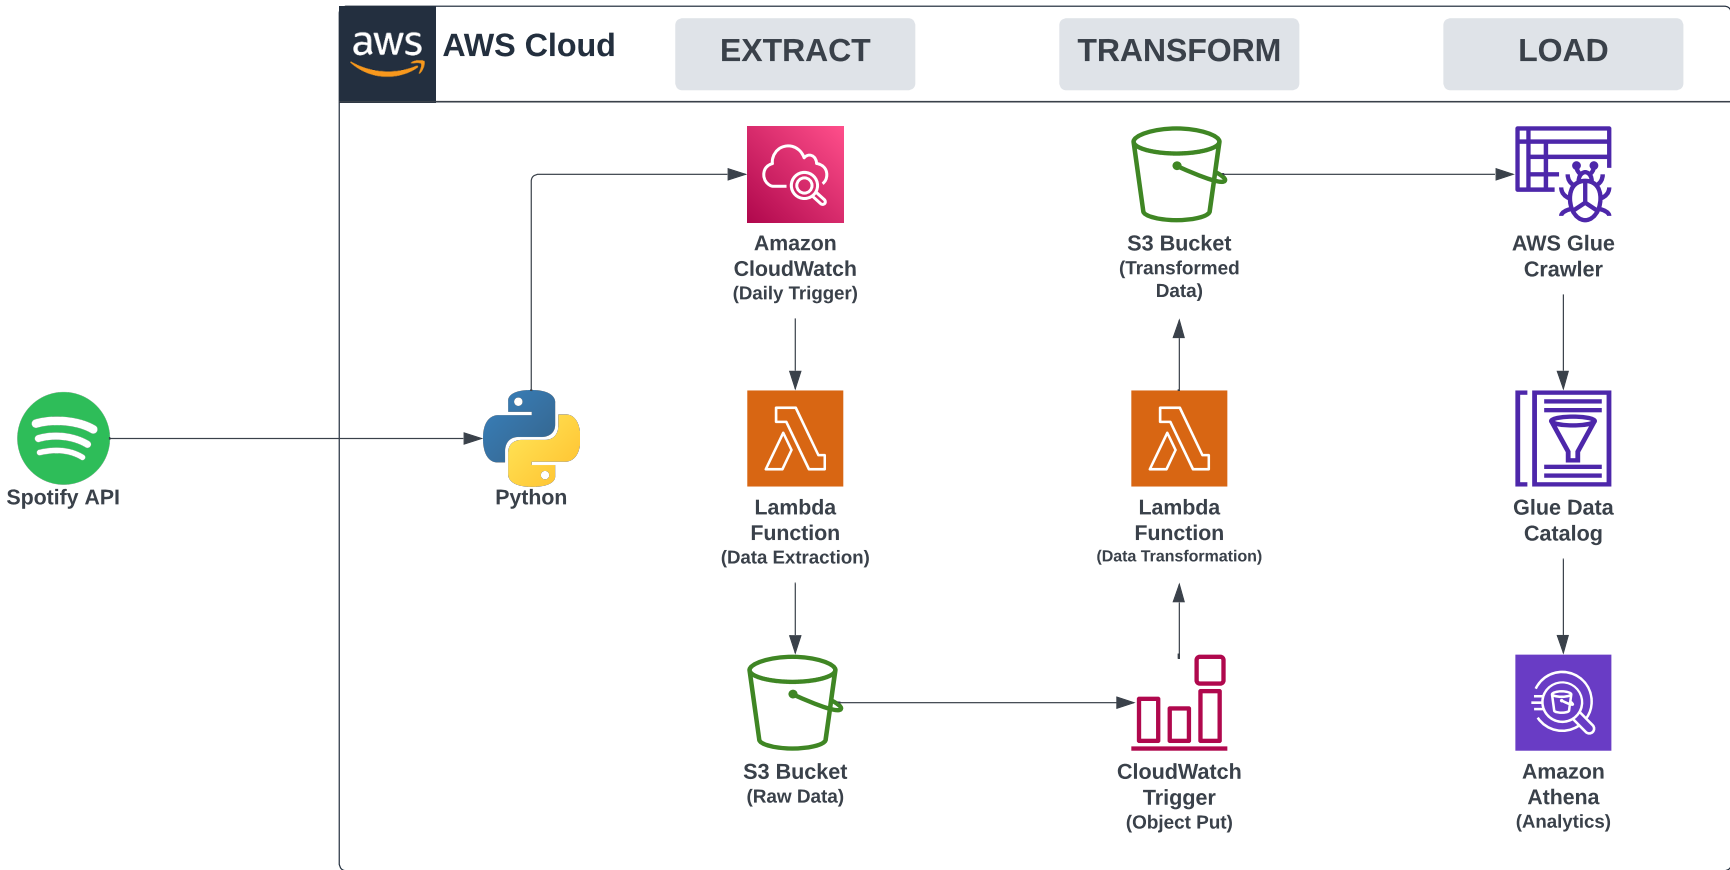 aws
AWS Cloud
EXTRACT
TRANSFORM
LOAD
Spotify API
Python
Amazon
CloudWatch
(Daily Trigger)
Lambda
Function
(Data Extraction)
S3 Bucket
(Raw Data)
S3 Bucket
(Transformed
Data)
Lambda
Function
(Data Transformation)
CloudWatch
Trigger
(Object Put)
AWS Glue
Crawler
Glue Data
Catalog
Amazon
Athena
(Analytics)